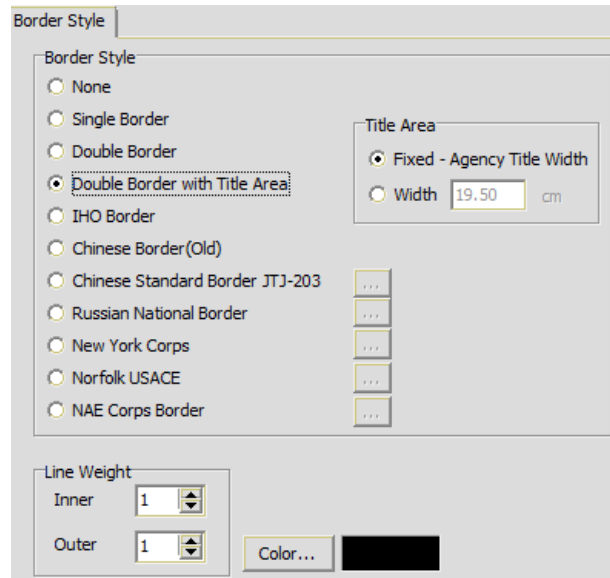 Border Style
Border Style
None
Single Border
Double Border
Double Border with Title Area
IHO Border
Chinese Border(Old)
Chinese Standard Border JTJ-203
...
Russian National Border
...
New York Corps
...
Norfolk USACE
...
NAE Corps Border
...
Title Area
Fixed - Agency Title Width
Width 19.50 cm
Line Weight
Inner 1
Outer 1
Color...